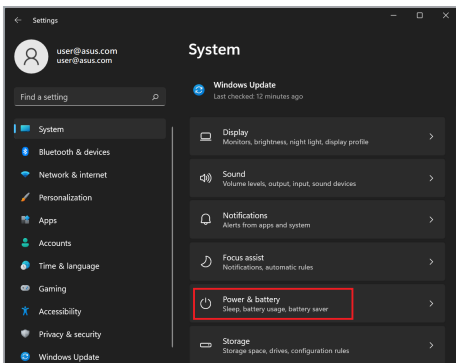 Settings
user@asus.com
user@asus.com
Find a setting
System
Bluetooth & devices
Network & internet
Personalization
Apps
Accounts
Time & language
Gaming
Accessibility
Privacy & security
Windows Update
System
Windows Update
Last checked: 12 minutes ago
Display
Monitors, brightness, night light, display profile
Sound
Volume levels, output, input, sound devices
Notifications
Alerts from apps and system
Focus assist
Notifications, automatic rules
Power & battery
Sleep, battery usage, battery saver
Storage
Storage space, drives, configuration rules